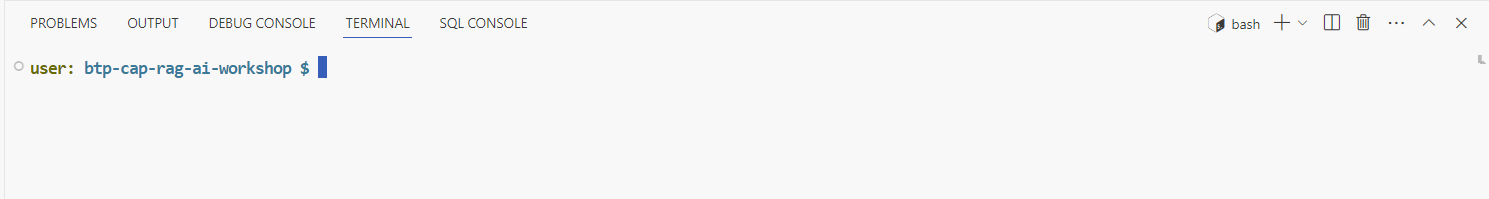 PROBLEMS OUTPUT DEBUG CONSOLE TERMINAL SQL CONSOLE bash
user: btp-cap-rag-ai-workshop $